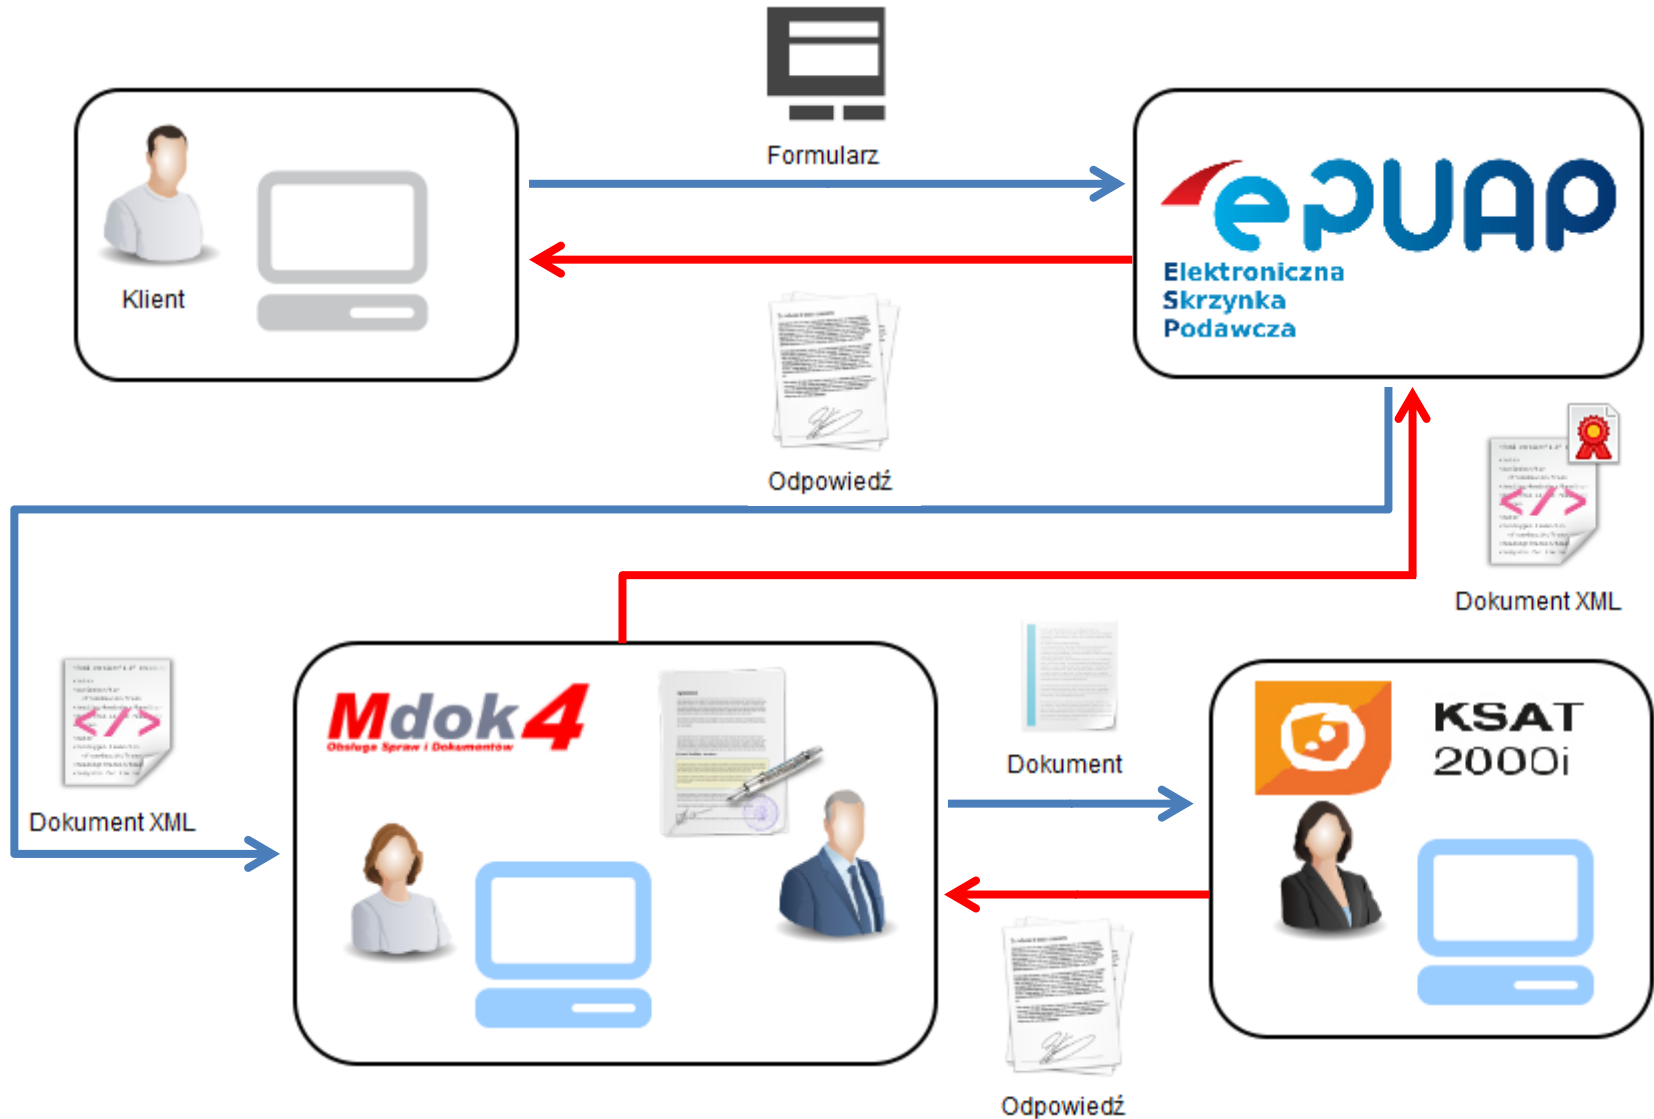 Formularz
Klient
ePUAP
Elektroniczna
Skrzynka
Podawcza
Odpowiedź
Dokument XML
Dokument XML
Mdok4
Obsługa Spraw i Dokumentów
Dokument
KSAT
2000i
Odpowiedź